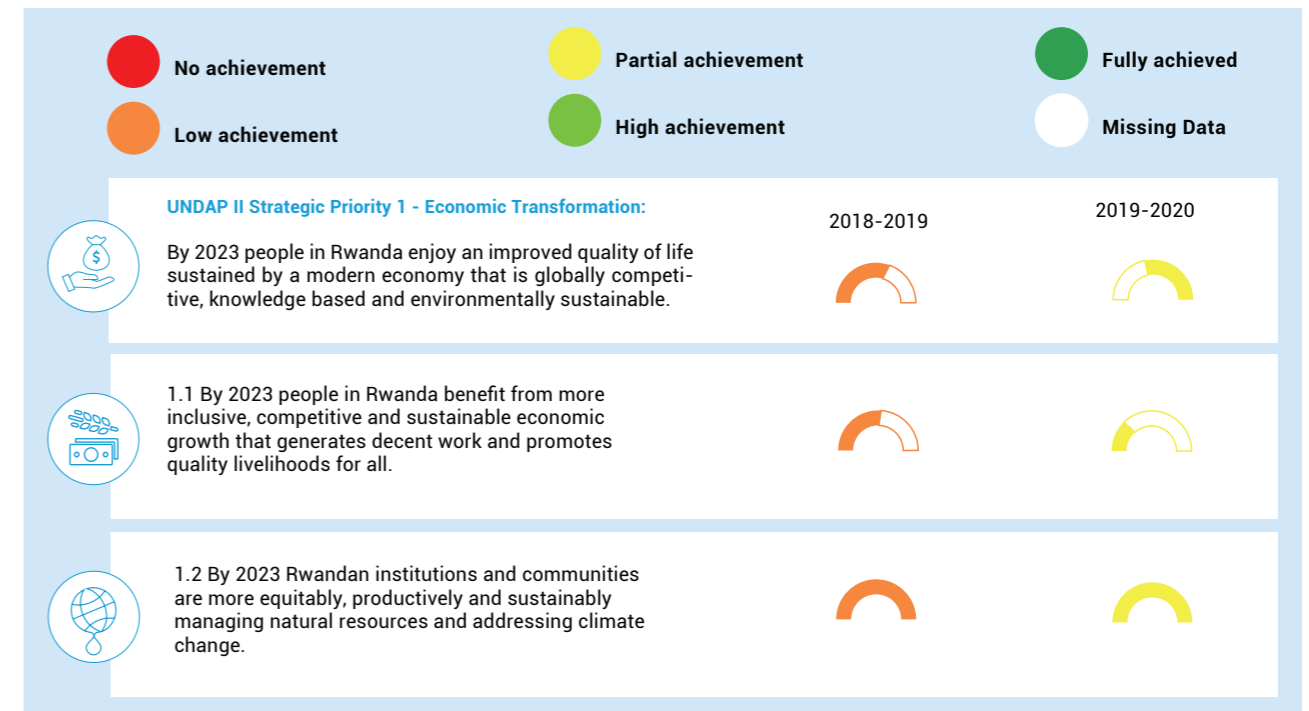 No achievement
Partial achievement
Fully achieved
Low achievement
High achievement
Missing Data
UNDAP II Strategic Priority 1 - Economic Transformation:
2018-2019
2019-2020
By 2023 people in Rwanda enjoy an improved quality of life
sustained by a modern economy that is globally competi-
tive, knowledge based and environmentally sustainable.
1.1 By 2023 people in Rwanda benefit from more
inclusive, competitive and sustainable economic
growth that generates decent work and promotes
quality livelihoods for all.
1.2 By 2023 Rwandan institutions and communities
are more equitably, productively and sustainably
managing natural resources and addressing climate
change.